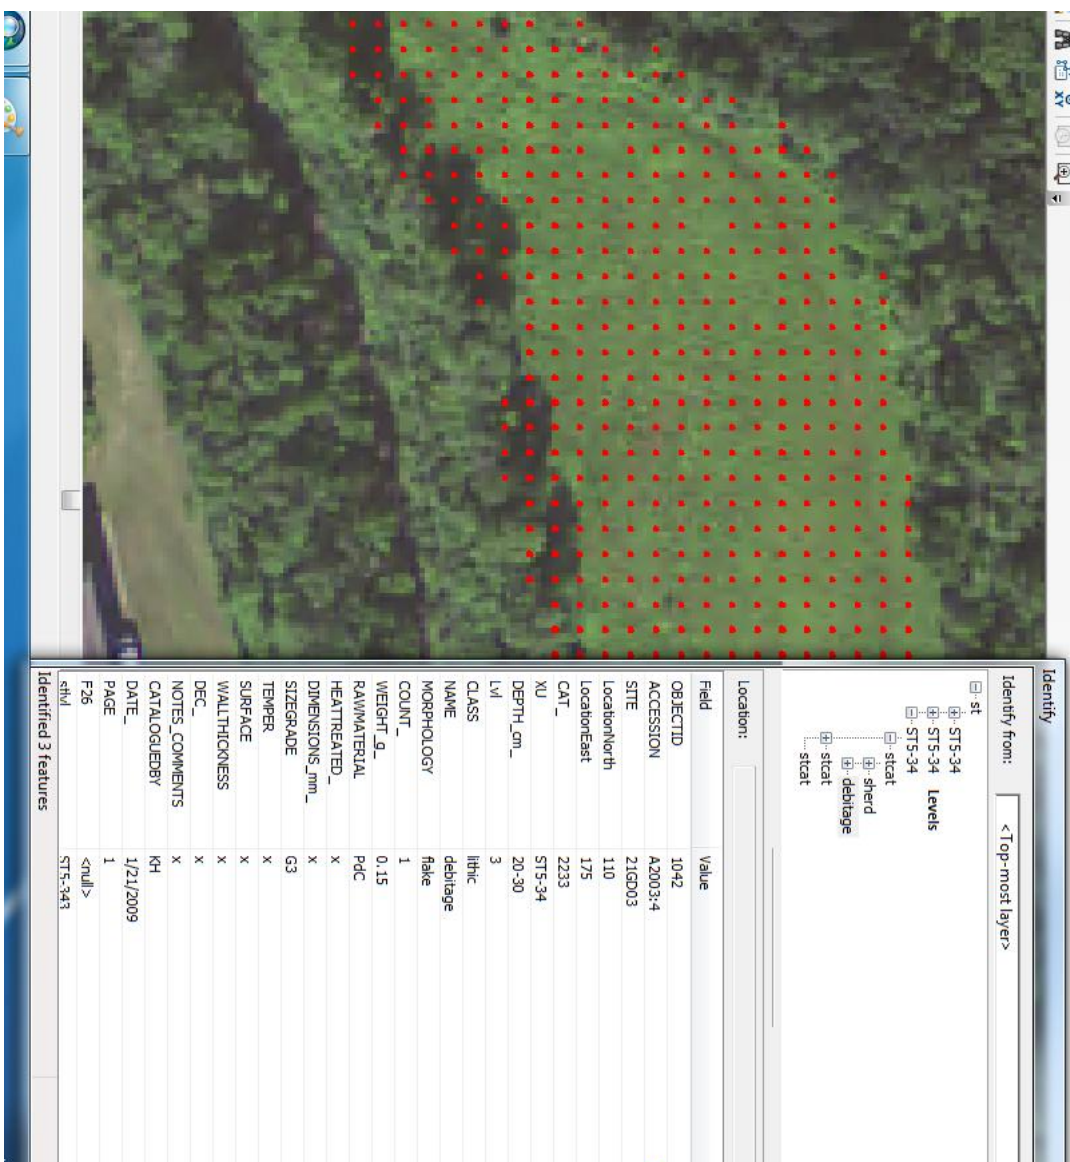 XY
Identify
Identify from:
<Top-most layer>
st
ST5-34
ST5-34 Levels
ST5-34
stcat
sherd
debitage
stcat
stcat
Location:
Field Value
OBJECTID 1042
ACCESSION A2003:4
SITE 21GD03
LocationNorth 110
LocationEast 175
CAT_ 2233
XU ST5-34
DEPTH_cm_ 20-30
Lvl 3
CLASS lithic
NAME debitage
MORPHOLOGY flake
COUNT_ 1
WEIGHT_g_ 0.15
RAWMATERIAL PdC
HEATTREATED_ x
DIMENSIONS_mm_ x
SIZEGRADE G3
TEMPER x
SURFACE x
WALLTHICKNESS x
DEC_ x
NOTES_COMMENTS x
CATALOGUEDBY KH
DATE_ 1/21/2009
PAGE 1
F26 <null>
stlvl ST5-343
Identified 3 features